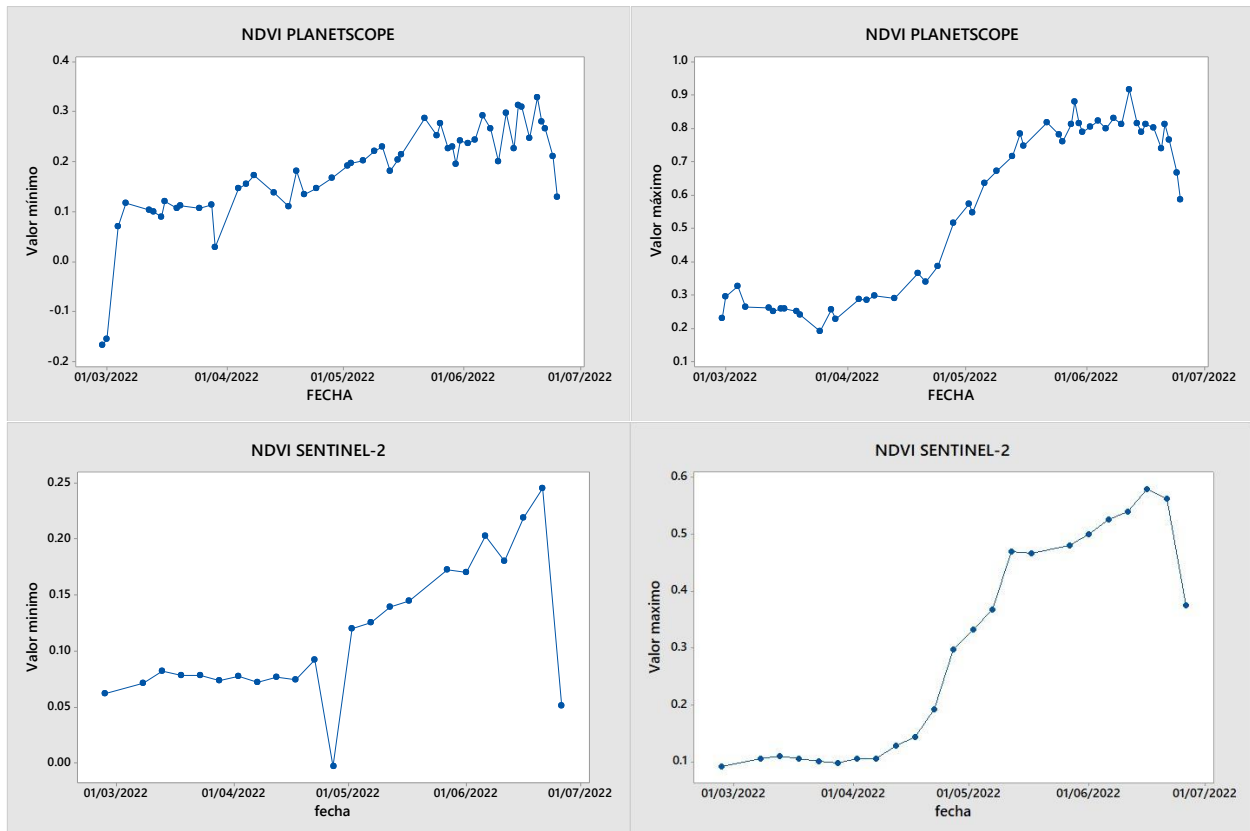 NDVI PLANETSCOPE
Valor mínimo
0.4
0.3
0.2
0.1
0.0
-0.1
-0.2
01/03/2022 01/04/2022 01/05/2022 01/06/2022 01/07/2022
FECHA
NDVI PLANETSCOPE
Valor máximo
1.0
0.9
0.8
0.7
0.6
0.5
0.4
0.3
0.2
0.1
01/03/2022 01/04/2022 01/05/2022 01/06/2022 01/07/2022
FECHA
NDVI SENTINEL-2
Valor minimo
0.25
0.20
0.15
0.10
0.05
0.00
01/03/2022 01/04/2022 01/05/2022 01/06/2022 01/07/2022
fecha
NDVI SENTINEL-2
Valor maximo
0.6
0.5
0.4
0.3
0.2
0.1
01/03/2022 01/04/2022 01/05/2022 01/06/2022 01/07/2022
fecha